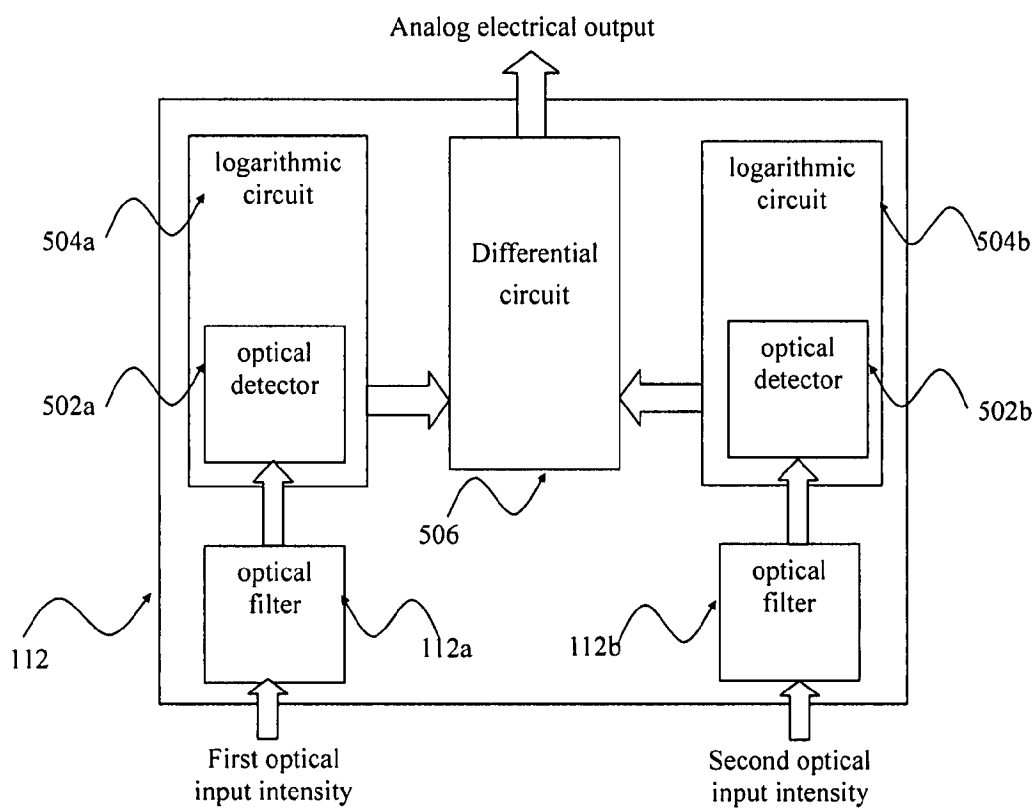 Analog electrical output
logarithmic
circuit
504a
optical
detector
502a
Differential
circuit
506
logarithmic
circuit
504b
optical
detector
502b
optical
filter
112a
112
optical
filter
112b
First optical
input intensity
Second optical
input intensity